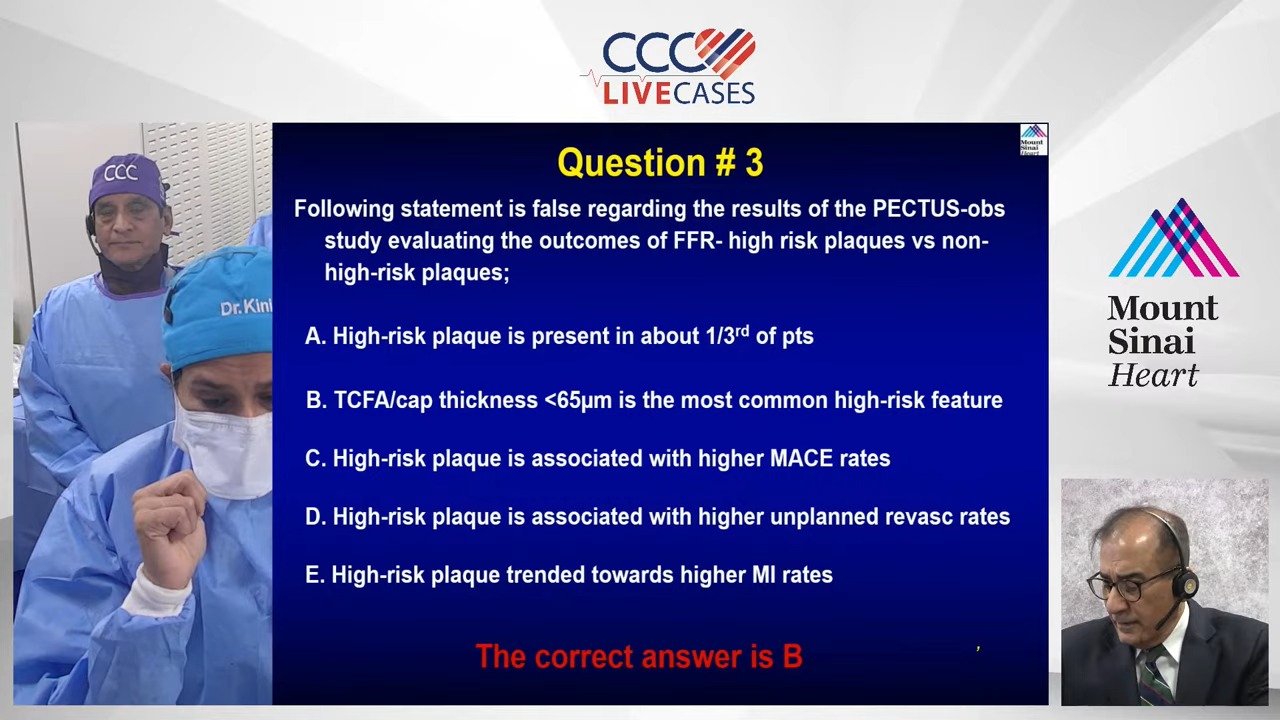 CCC
LIVECASES
Mount
Sinai
Heart
Question # 3
Following statement is false regarding the results of the PECTUS-obs
study evaluating the outcomes of FFR- high risk plaques vs non-
high-risk plaques;
A. High-risk plaque is present in about 1/3rd of pts
B. TCFA/cap thickness <65µm is the most common high-risk feature
C. High-risk plaque is associated with higher MACE rates
D. High-risk plaque is associated with higher unplanned revasc rates
E. High-risk plaque trended towards higher MI rates
The correct answer is B
CCC
Dr.Kini
Mount
Sinai
Heart